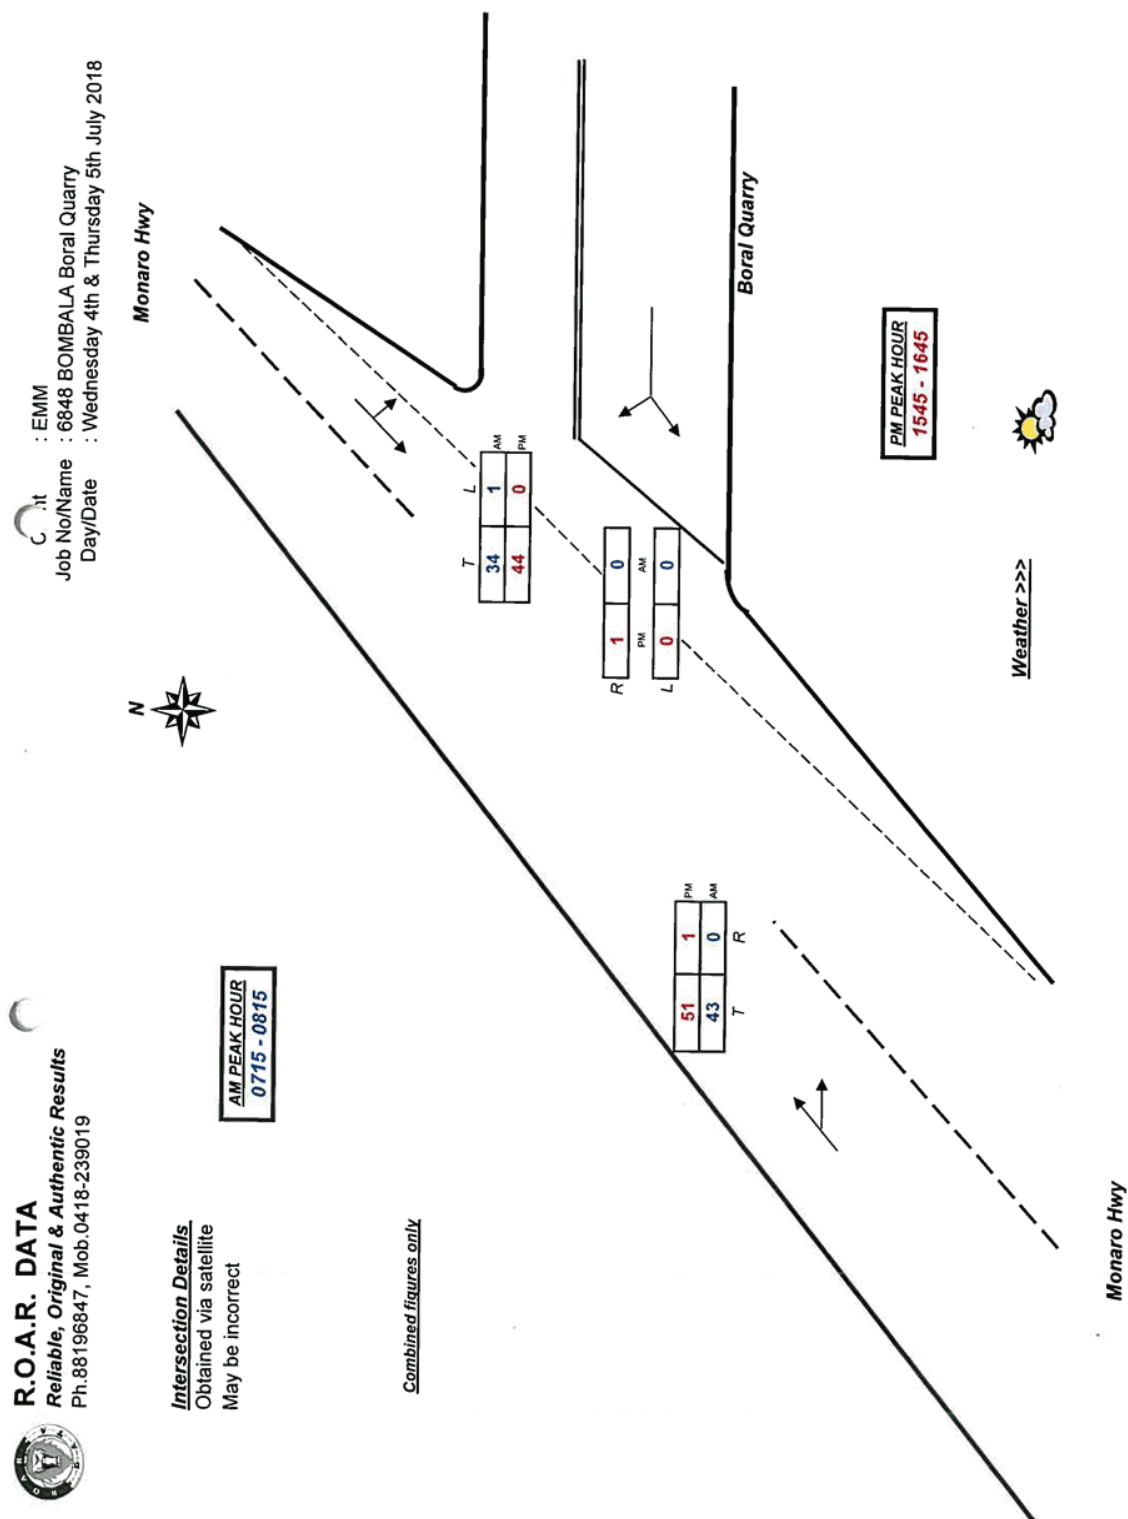 R.O.A.R. DATA
Reliable, Original & Authentic Results
Ph.88196847, Mob.0418-239019
: EMM
Job No/Name : 6848 BOMBALA Boral Quarry
Day/Date : Wednesday 4th & Thursday 5th July 2018
Intersection Details
Obtained via satellite
May be incorrect
AM PEAK HOUR
0715 - 0815
N
Monaro Hwy
Combined figures only
T L
34 1 AM
44 0 PM
R 1 0
PM AM
L 0 0
51 1 PM
43 0 AM
T R
Boral Quarry
PM PEAK HOUR
1545 - 1645
Weather >>>
Monaro Hwy